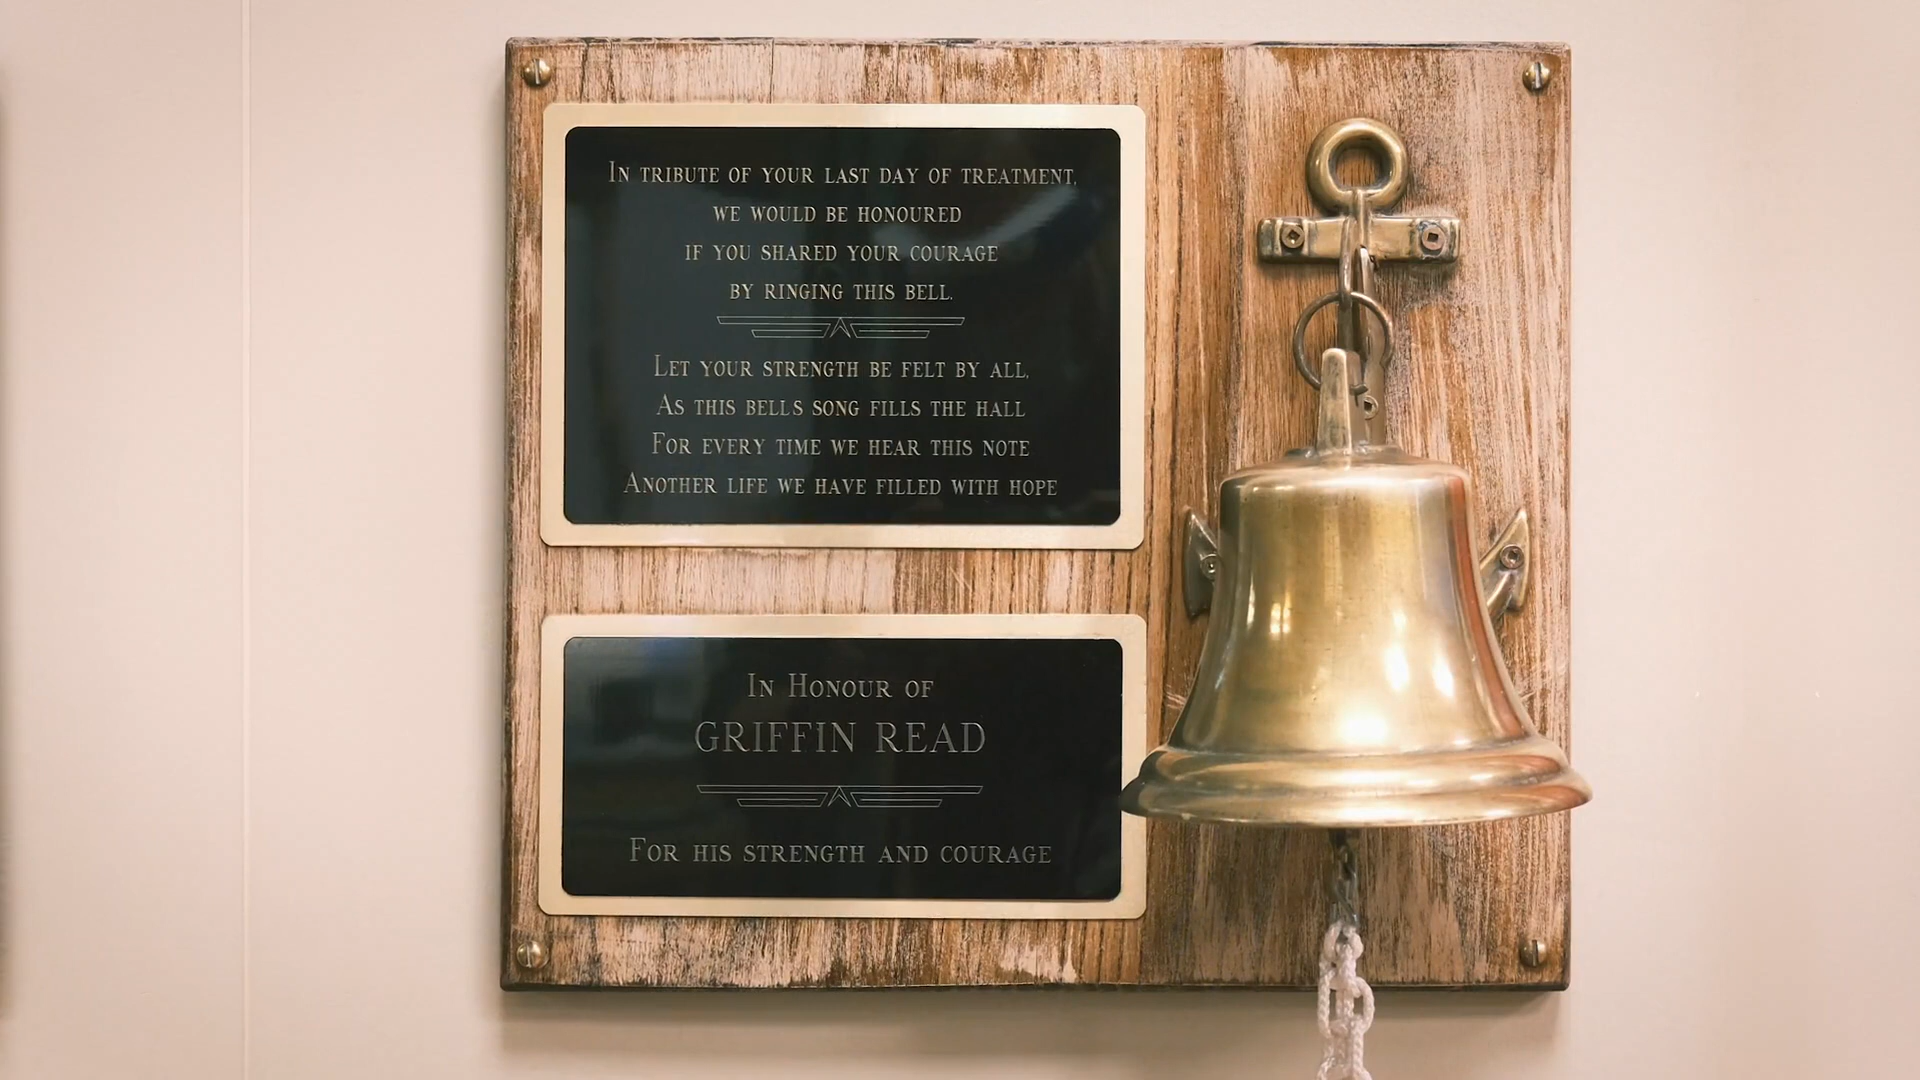 In tribute of your last day of treatment,
we would be honoured
if you shared your courage
by ringing this bell.
Let your strength be felt by all,
As this bell's song fills the hall
For every time we hear this note
Another life we have filled with hope
In Honour of
GRIFFIN READ
For his strength and courage